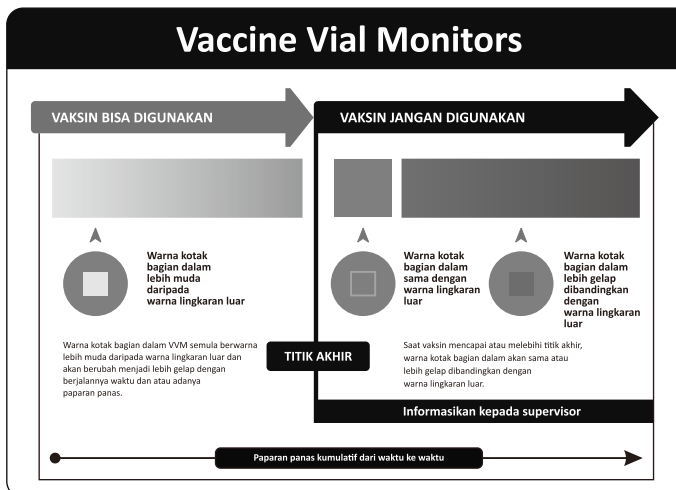 Vaccine Vial Monitors
VAKSIN BISA DIGUNAKAN
VAKSIN JANGAN DIGUNAKAN
Warna kotak
bagian dalam
lebih muda
daripada
warna lingkaran luar
Warna kotak
bagian dalam
sama dengan
warna lingkaran
luar
Warna kotak
bagian dalam
lebih gelap
dibandingkan
dengan
warna lingkaran
luar
Warna kotak bagian dalam VVM semula berwarna
lebih muda daripada warna lingkaran luar dan
akan berubah menjadi lebih gelap dengan
berjalannya waktu dan atau adanya
paparan panas.
TITIK AKHIR
Saat vaksin mencapai atau melebihi titik akhir,
warna kotak bagian dalam akan sama atau
lebih gelap dibandingkan dengan
warna lingkaran luar.
Informasikan kepada supervisor
Paparan panas kumulatif dari waktu ke waktu